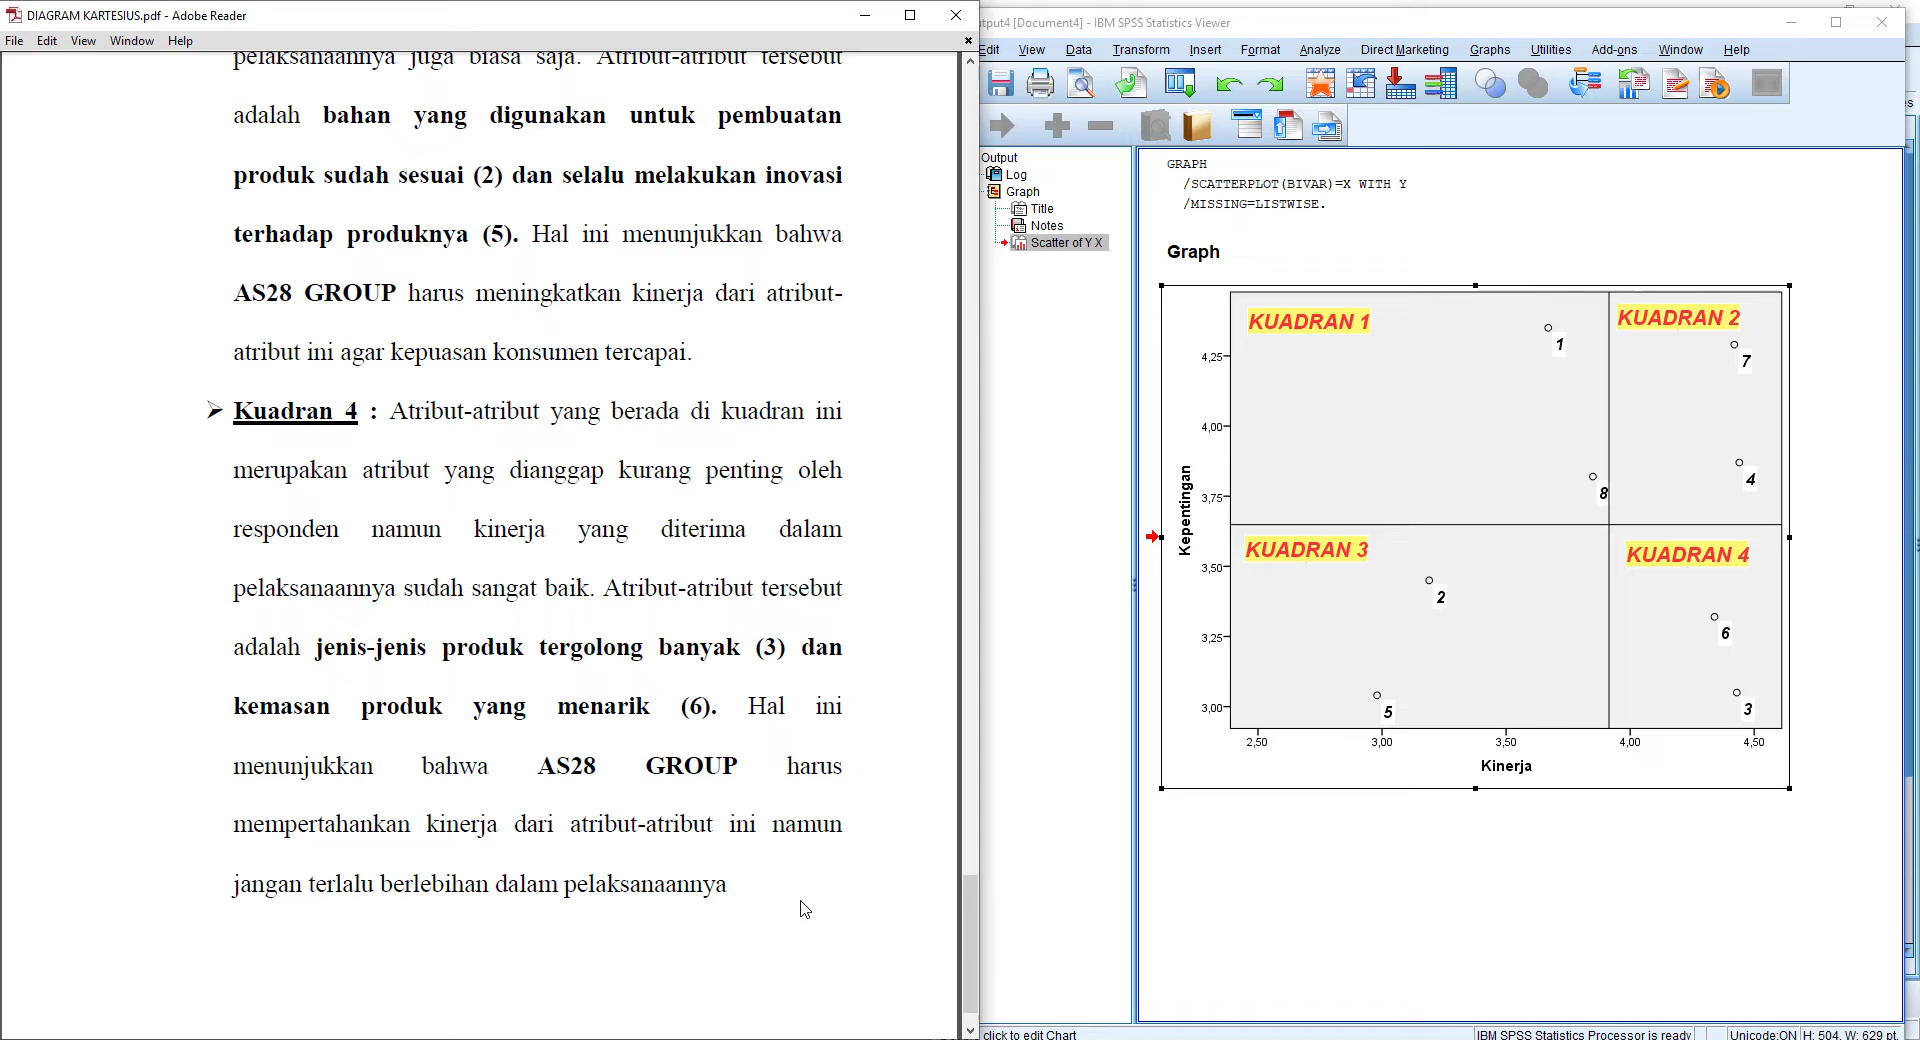 DIAGRAM KARTESIUS.pdf - Adobe Reader
File Edit View Window Help
pelaksanaannya juga biasa saja. Atribut-atribut tersebut
adalah bahan yang digunakan untuk pembuatan
produk sudah sesuai (2) dan selalu melakukan inovasi
terhadap produknya (5). Hal ini menunjukkan bahwa
AS28 GROUP harus meningkatkan kinerja dari atribut-
atribut ini agar kepuasan konsumen tercapai.
➢ Kuadran 4 : Atribut-atribut yang berada di kuadran ini
merupakan atribut yang dianggap kurang penting oleh
responden namun kinerja yang diterima dalam
pelaksanaannya sudah sangat baik. Atribut-atribut tersebut
adalah jenis-jenis produk tergolong banyak (3) dan
kemasan produk yang menarik (6). Hal ini
menunjukkan bahwa AS28 GROUP harus
mempertahankan kinerja dari atribut-atribut ini namun
jangan terlalu berlebihan dalam pelaksanaannya
utput4 [Document4] - IBM SPSS Statistics Viewer
Edit View Data Transform Insert Format Analyze Direct Marketing Graphs Utilities Add-ons Window Help
Output
Log
Graph
Title
Notes
Scatter of Y X
GRAPH
/SCATTERPLOT(BIVAR)=X WITH Y
/MISSING=LISTWISE.
Graph
KUADRAN 1
KUADRAN 2
1
7
4
8
KUADRAN 3
KUADRAN 4
2
6
5
3
Kepentingan
4,25
4,00
3,75
3,50
3,25
3,00
2,50 3,00 3,50 4,00 4,50
Kinerja
click to edit Chart
IBM SPSS Statistics Processor is ready
Unicode:ON
H: 504, W: 629 pt.